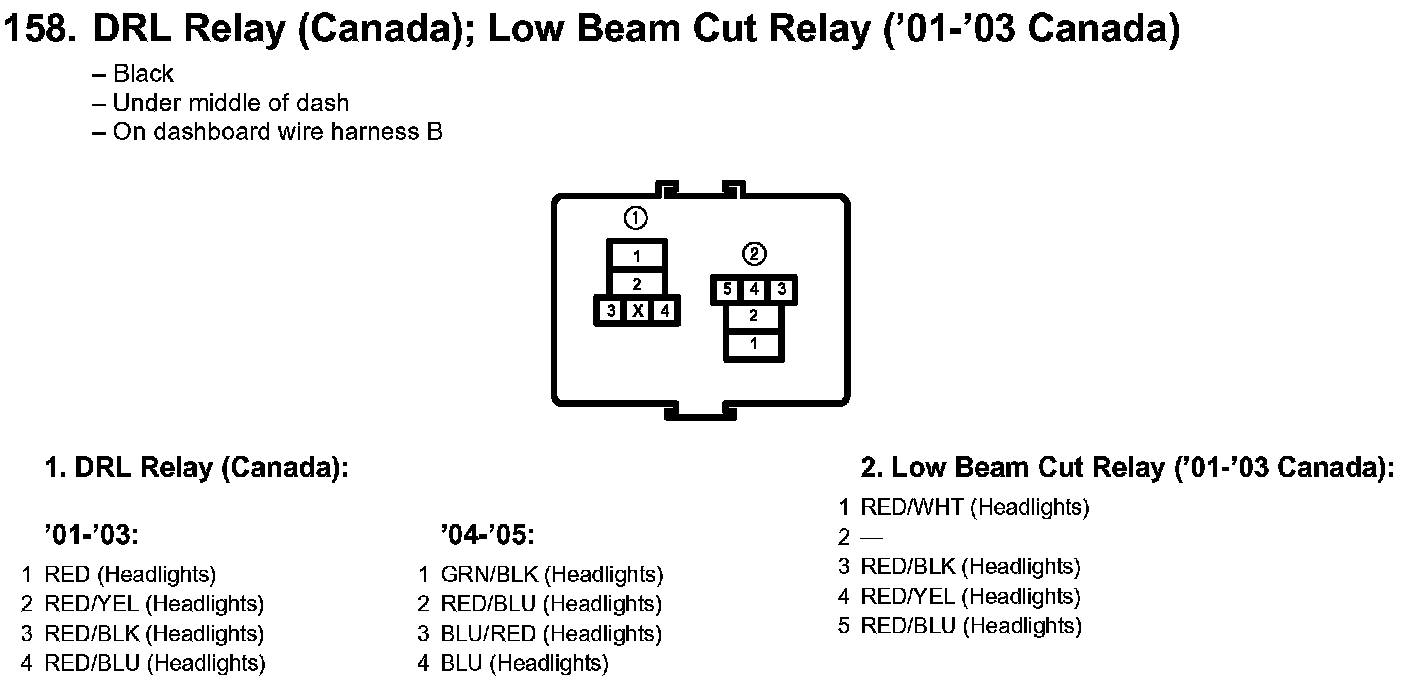 158. DRL Relay (Canada); Low Beam Cut Relay (’01-’03 Canada)
– Black
– Under middle of dash
– On dashboard wire harness B
①
1
2
3 X 4
②
5 4 3
2
1
1. DRL Relay (Canada):
’01-’03:
1 RED (Headlights)
2 RED/YEL (Headlights)
3 RED/BLK (Headlights)
4 RED/BLU (Headlights)
’04-’05:
1 GRN/BLK (Headlights)
2 RED/BLU (Headlights)
3 BLU/RED (Headlights)
4 BLU (Headlights)
2. Low Beam Cut Relay (’01-’03 Canada):
1 RED/WHT (Headlights)
2 —
3 RED/BLK (Headlights)
4 RED/YEL (Headlights)
5 RED/BLU (Headlights)